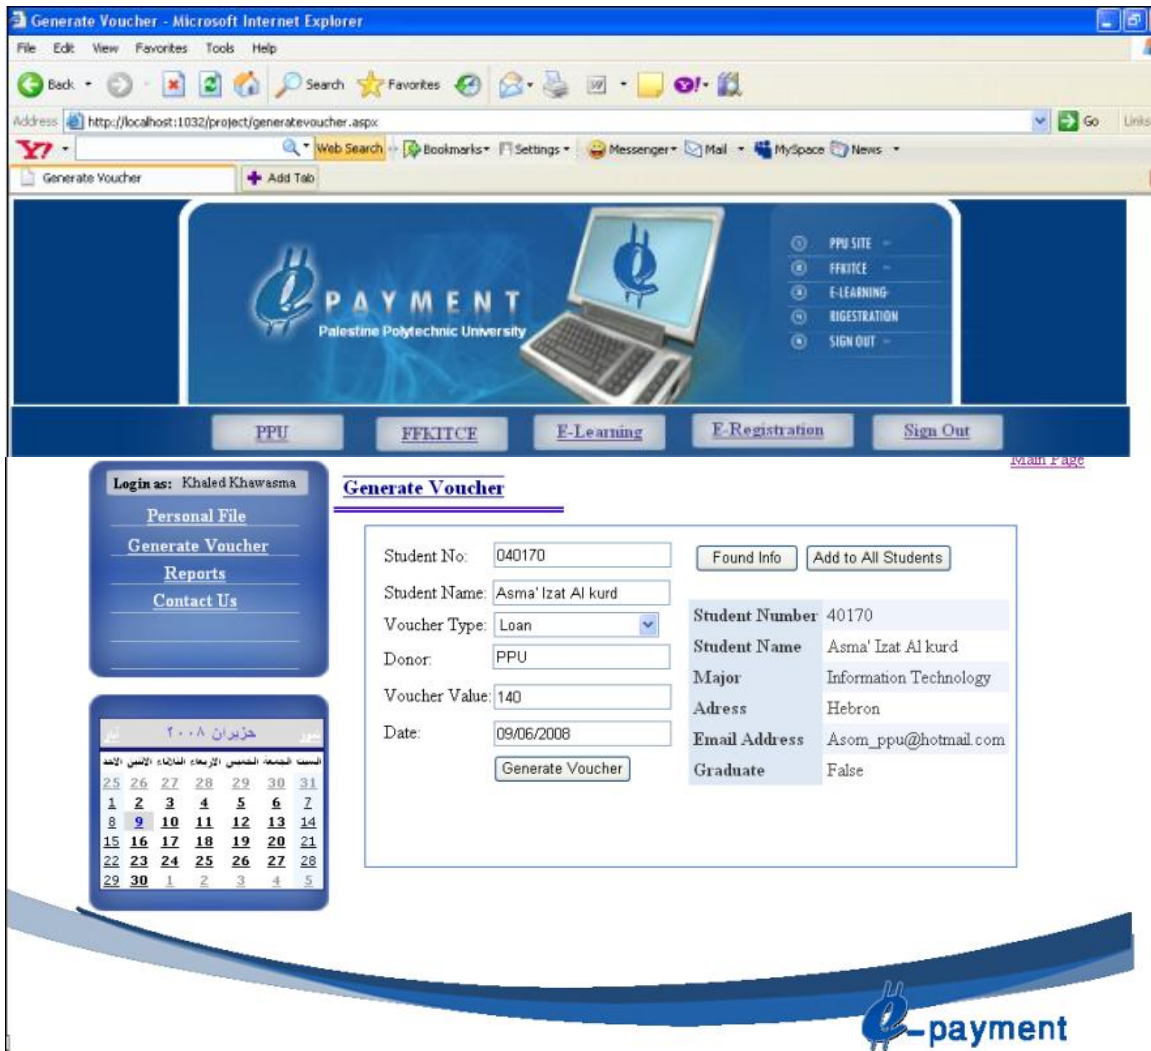 Generate Voucher - Microsoft Internet Explorer
File Edit View Favorites Tools Help
Back Search Favorites
Address http://localhost:1032/project/generatevoucher.aspx Go Links
Web Search Bookmarks Settings Messenger Mail MySpace News
Generate Voucher Add Tab
PAYMENT
Palestine Polytechnic University
PPU SITE
FFKITCE
E-LEARNING
RIGESTRATION
SIGN OUT
PPU FFKITCE E-Learning E-Registration Sign Out
Main Page
Login as: Khaled Khawasma
Personal File
Generate Voucher
Reports
Contact Us
Generate Voucher
Student No: 040170
Student Name: Asma' Izat Al kurd
Voucher Type: Loan
Donor: PPU
Voucher Value: 140
Date: 09/06/2008
Generate Voucher
Found Info Add to All Students
Student Number 40170
Student Name Asma' Izat Al kurd
Major Information Technology
Adress Hebron
Email Address Asom_ppu@hotmail.com
Graduate False
حزيران ٢٠٠٨
الاحد الاثنين الثلاثاء الاربعاء الخميس الجمعة السبت
25 26 27 28 29 30 31
1 2 3 4 5 6 7
8 9 10 11 12 13 14
15 16 17 18 19 20 21
22 23 24 25 26 27 28
29 30 1 2 3 4 5
e-payment